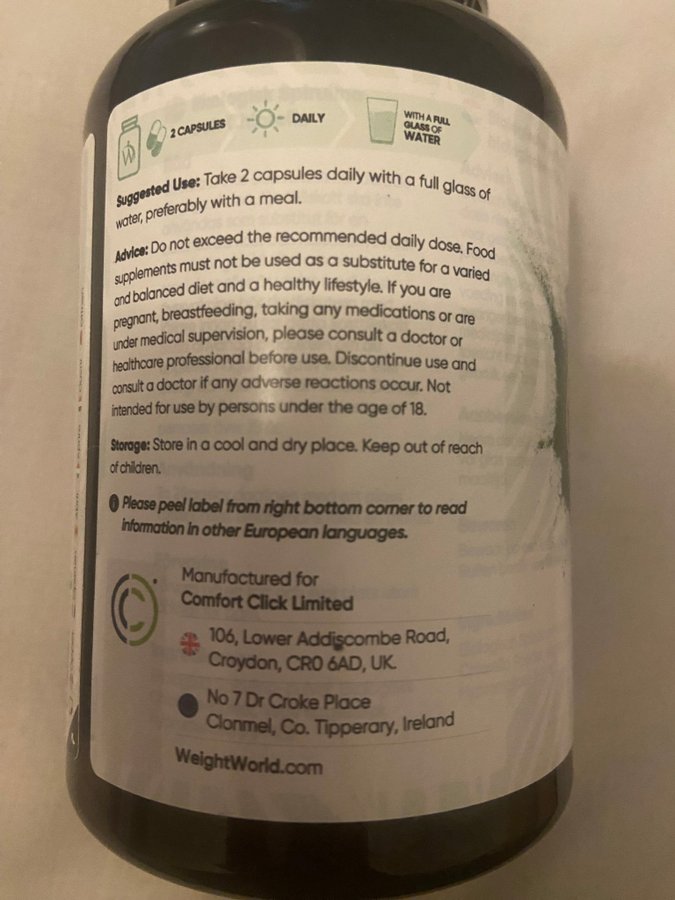 2 CAPSULES
DAILY
WITH A FULL
GLASS OF
WATER
Suggested Use: Take 2 capsules daily with a full glass of
water, preferably with a meal.
Advice: Do not exceed the recommended daily dose. Food
supplements must not be used as a substitute for a varied
and balanced diet and a healthy lifestyle. If you are
pregnant, breastfeeding, taking any medications or are
under medical supervision, please consult a doctor or
healthcare professional before use. Discontinue use and
consult a doctor if any adverse reactions occur. Not
intended for use by persons under the age of 18.
Storage: Store in a cool and dry place. Keep out of reach
of children.
Please peel label from right bottom corner to read
information in other European languages.
Manufactured for
Comfort Click Limited
106, Lower Addiscombe Road,
Croydon, CR0 6AD, UK.
No 7 Dr Croke Place
Clonmel, Co. Tipperary, Ireland
WeightWorld.com